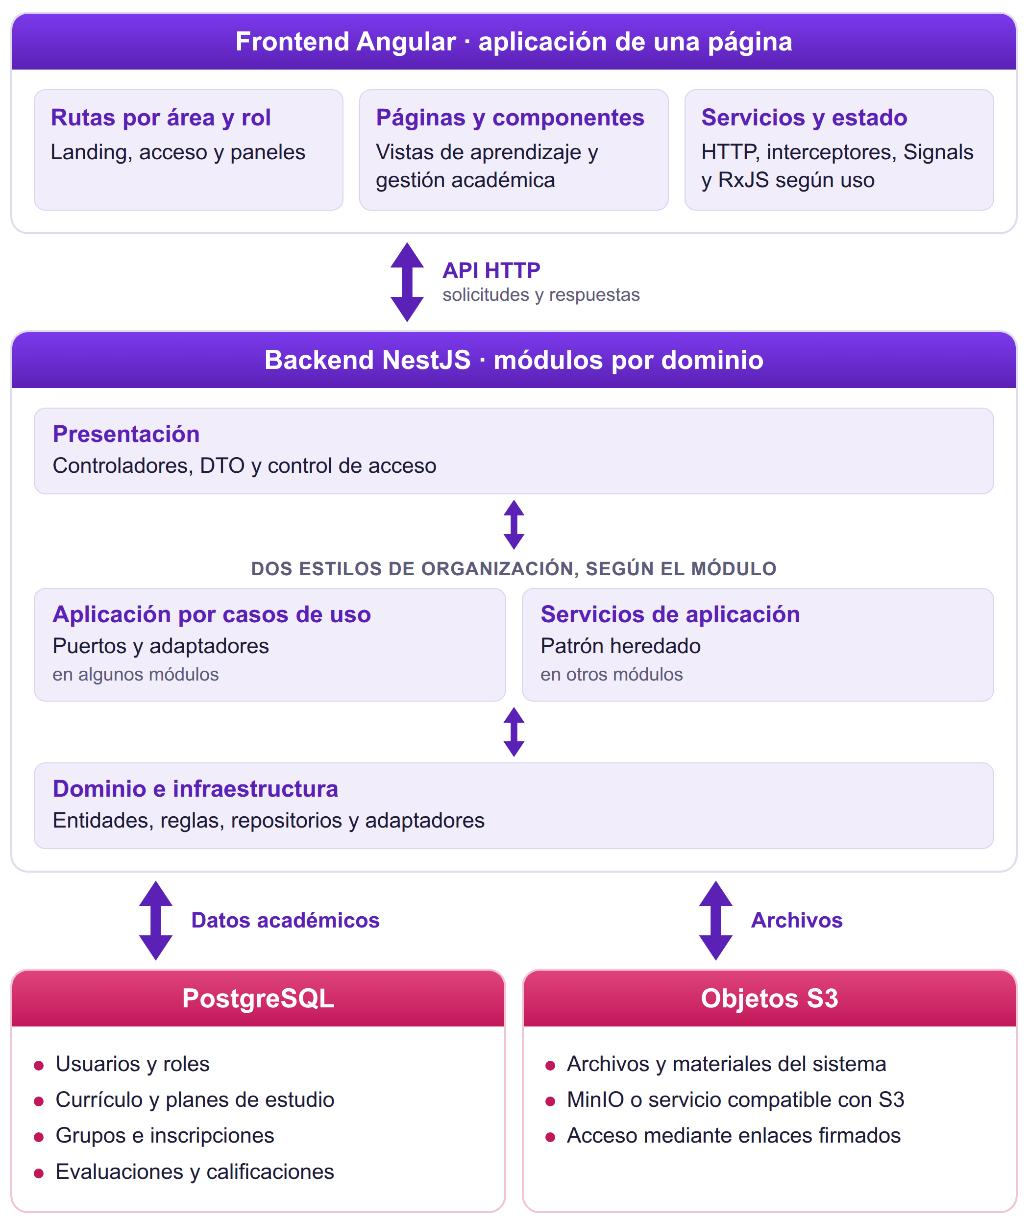 Frontend Angular · aplicación de una página
Rutas por área y rol
Landing, acceso y paneles
Páginas y componentes
Vistas de aprendizaje y
gestión académica
Servicios y estado
HTTP, interceptores, Signals
y RxJS según uso
API HTTP
solicitudes y respuestas
Backend NestJS · módulos por dominio
Presentación
Controladores, DTO y control de acceso
DOS ESTILOS DE ORGANIZACIÓN, SEGÚN EL MÓDULO
Aplicación por casos de uso
Puertos y adaptadores
en algunos módulos
Servicios de aplicación
Patrón heredado
en otros módulos
Dominio e infraestructura
Entidades, reglas, repositorios y adaptadores
Datos académicos
Archivos
PostgreSQL
Usuarios y roles
Currículo y planes de estudio
Grupos e inscripciones
Evaluaciones y calificaciones
Objetos S3
Archivos y materiales del sistema
MinIO o servicio compatible con S3
Acceso mediante enlaces firmados